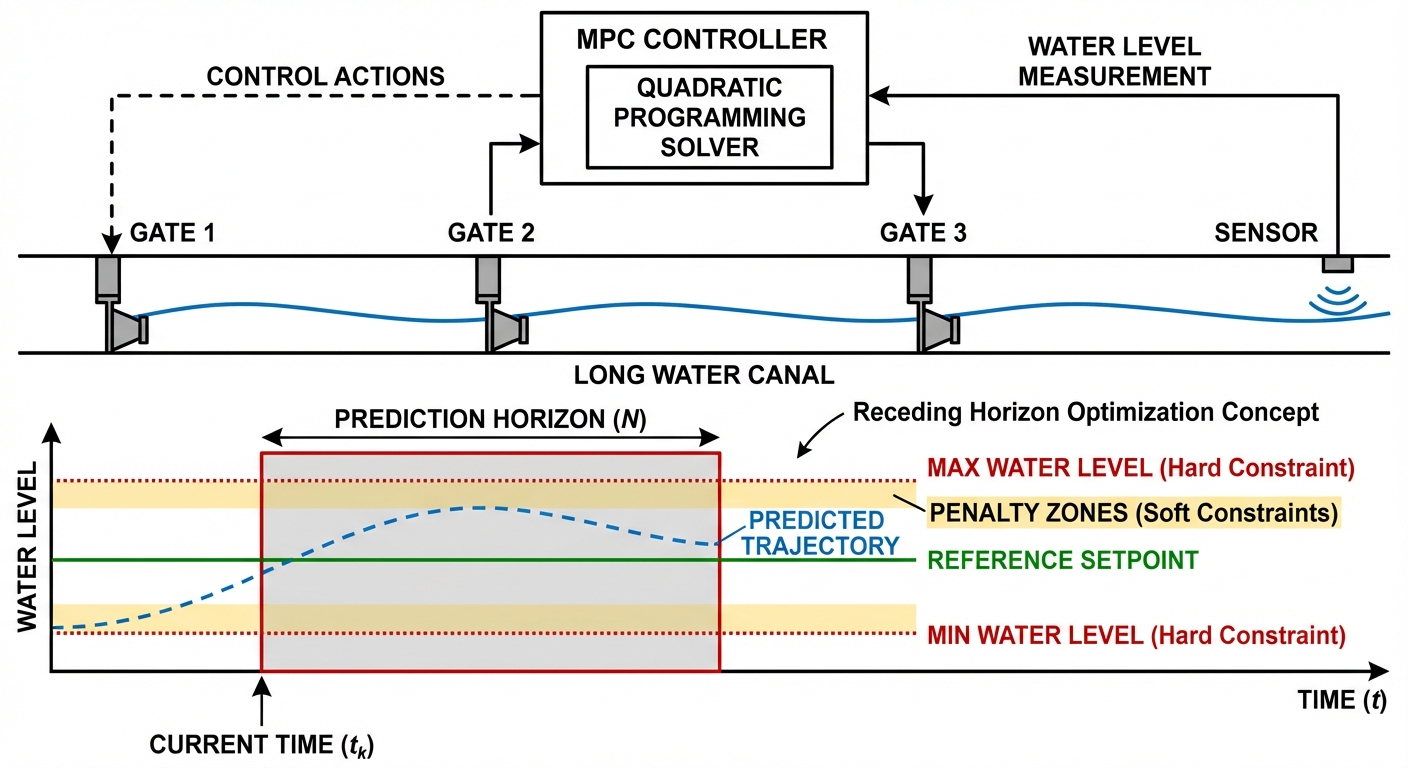 MPC CONTROLLER
QUADRATIC
PROGRAMMING
SOLVER
CONTROL ACTIONS
WATER LEVEL
MEASUREMENT
GATE 1
GATE 2
GATE 3
SENSOR
LONG WATER CANAL
PREDICTION HORIZON (N)
Receding Horizon Optimization Concept
MAX WATER LEVEL (Hard Constraint)
PENALTY ZONES (Soft Constraints)
PREDICTED
TRAJECTORY
REFERENCE SETPOINT
MIN WATER LEVEL (Hard Constraint)
WATER LEVEL
TIME (t)
CURRENT TIME (tk)